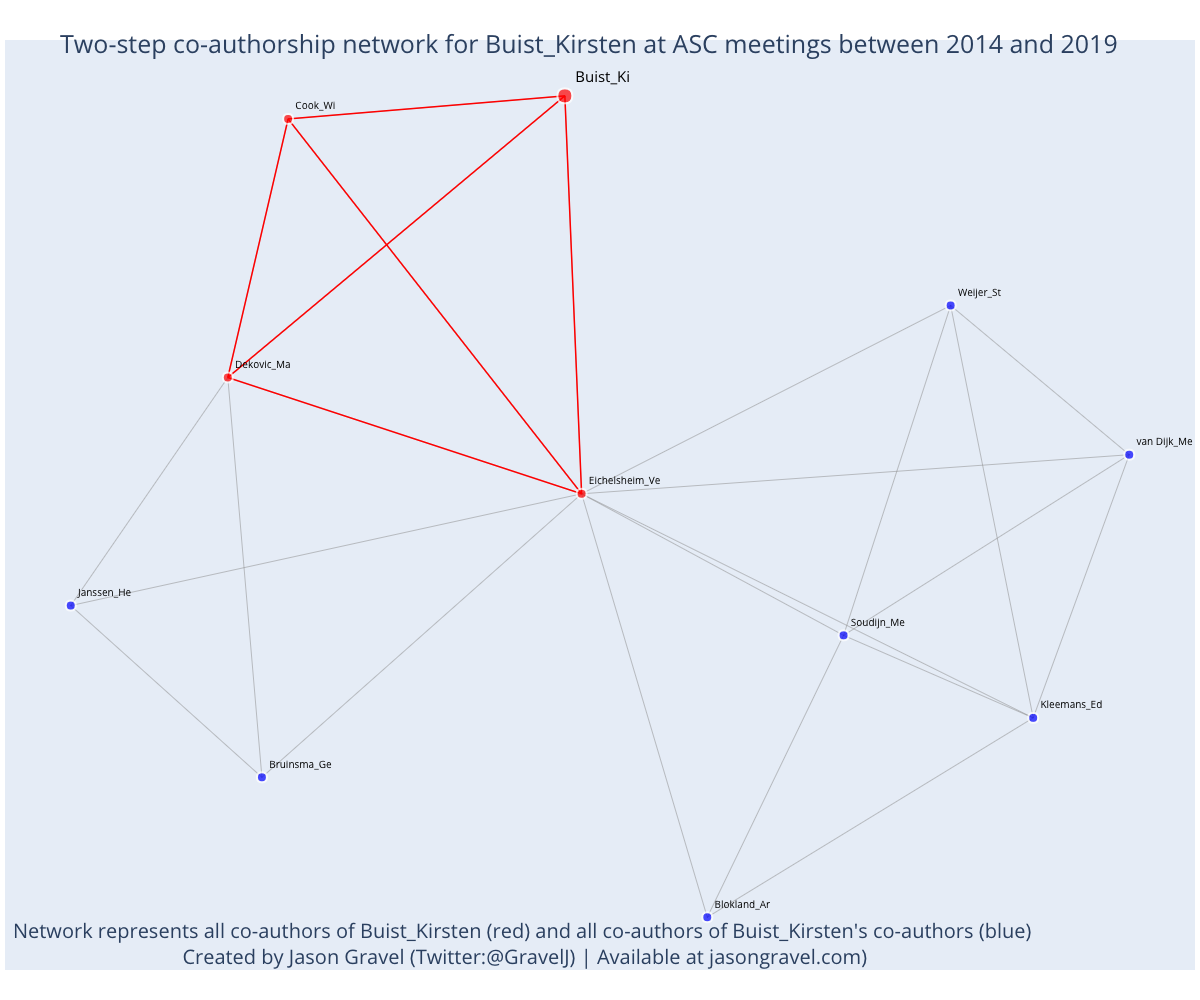 Two-step co-authorship network for Buist_Kirsten at ASC meetings between 2014 and 2019
Buist_Ki
Cook_Wi
Weijer_St
Dekovic_Ma
van Dijk_Me
Eichelsheim_Ve
Janssen_He
Soudijn_Me
Kleemans_Ed
Bruinsma_Ge
Blokland_Ar
Network represents all co-authors of Buist_Kirsten (red) and all co-authors of Buist_Kirsten's co-authors (blue)
Created by Jason Gravel (Twitter:@GravelJ) | Available at jasongravel.com)